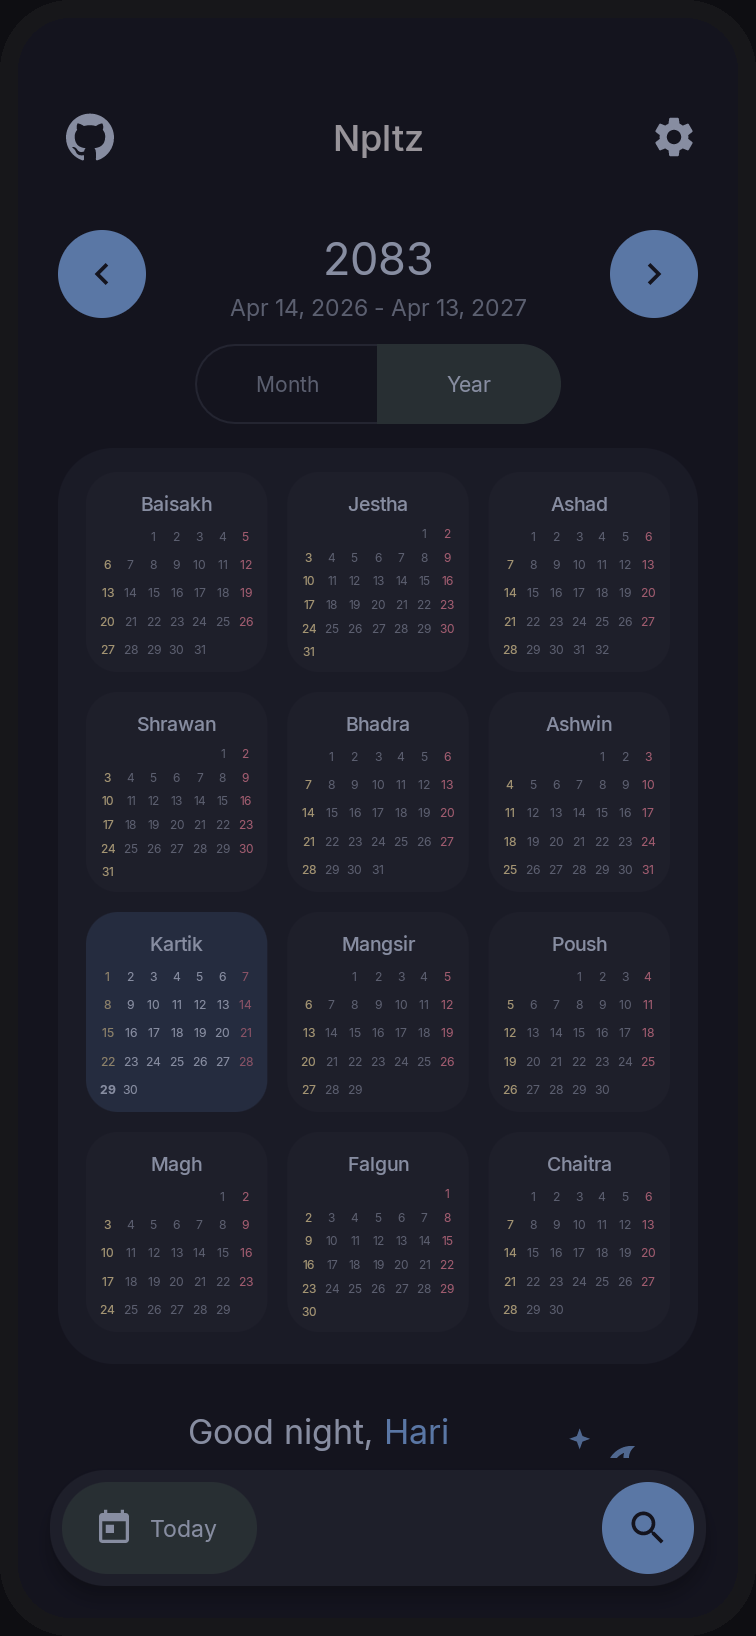 Npltz
2083
Apr 14, 2026 - Apr 13, 2027
Month Year
Baisakh
1 2 3 4 5
6 7 8 9 10 11 12
13 14 15 16 17 18 19
20 21 22 23 24 25 26
27 28 29 30 31
Jestha
1 2
3 4 5 6 7 8 9
10 11 12 13 14 15 16
17 18 19 20 21 22 23
24 25 26 27 28 29 30
31
Ashad
1 2 3 4 5 6
7 8 9 10 11 12 13
14 15 16 17 18 19 20
21 22 23 24 25 26 27
28 29 30 31 32
Shrawan
1 2
3 4 5 6 7 8 9
10 11 12 13 14 15 16
17 18 19 20 21 22 23
24 25 26 27 28 29 30
31
Bhadra
1 2 3 4 5 6
7 8 9 10 11 12 13
14 15 16 17 18 19 20
21 22 23 24 25 26 27
28 29 30 31
Ashwin
1 2 3
4 5 6 7 8 9 10
11 12 13 14 15 16 17
18 19 20 21 22 23 24
25 26 27 28 29 30 31
Kartik
1 2 3 4 5 6 7
8 9 10 11 12 13 14
15 16 17 18 19 20 21
22 23 24 25 26 27 28
29 30
Mangsir
1 2 3 4 5
6 7 8 9 10 11 12
13 14 15 16 17 18 19
20 21 22 23 24 25 26
27 28 29
Poush
1 2 3 4
5 6 7 8 9 10 11
12 13 14 15 16 17 18
19 20 21 22 23 24 25
26 27 28 29 30
Magh
1 2
3 4 5 6 7 8 9
10 11 12 13 14 15 16
17 18 19 20 21 22 23
24 25 26 27 28 29
Falgun
1
2 3 4 5 6 7 8
9 10 11 12 13 14 15
16 17 18 19 20 21 22
23 24 25 26 27 28 29
30
Chaitra
1 2 3 4 5 6
7 8 9 10 11 12 13
14 15 16 17 18 19 20
21 22 23 24 25 26 27
28 29 30
Good night, Hari
Today